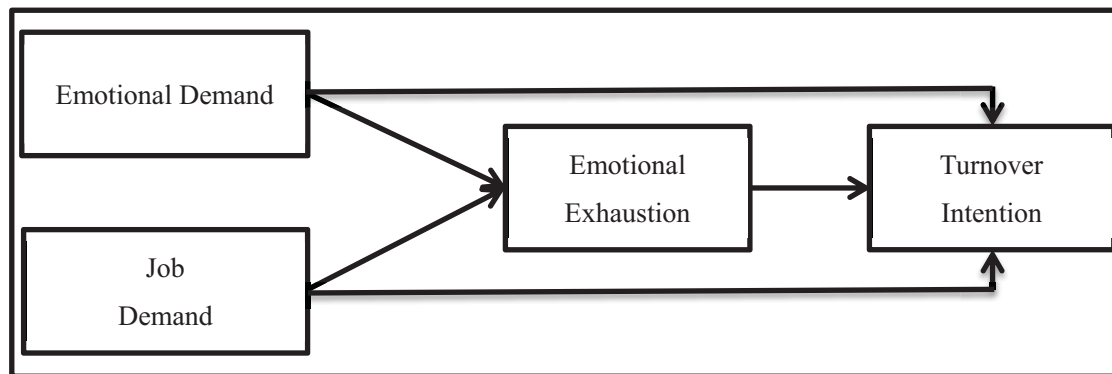 Emotional Demand
Emotional
Exhaustion
Turnover
Intention
Job
Demand